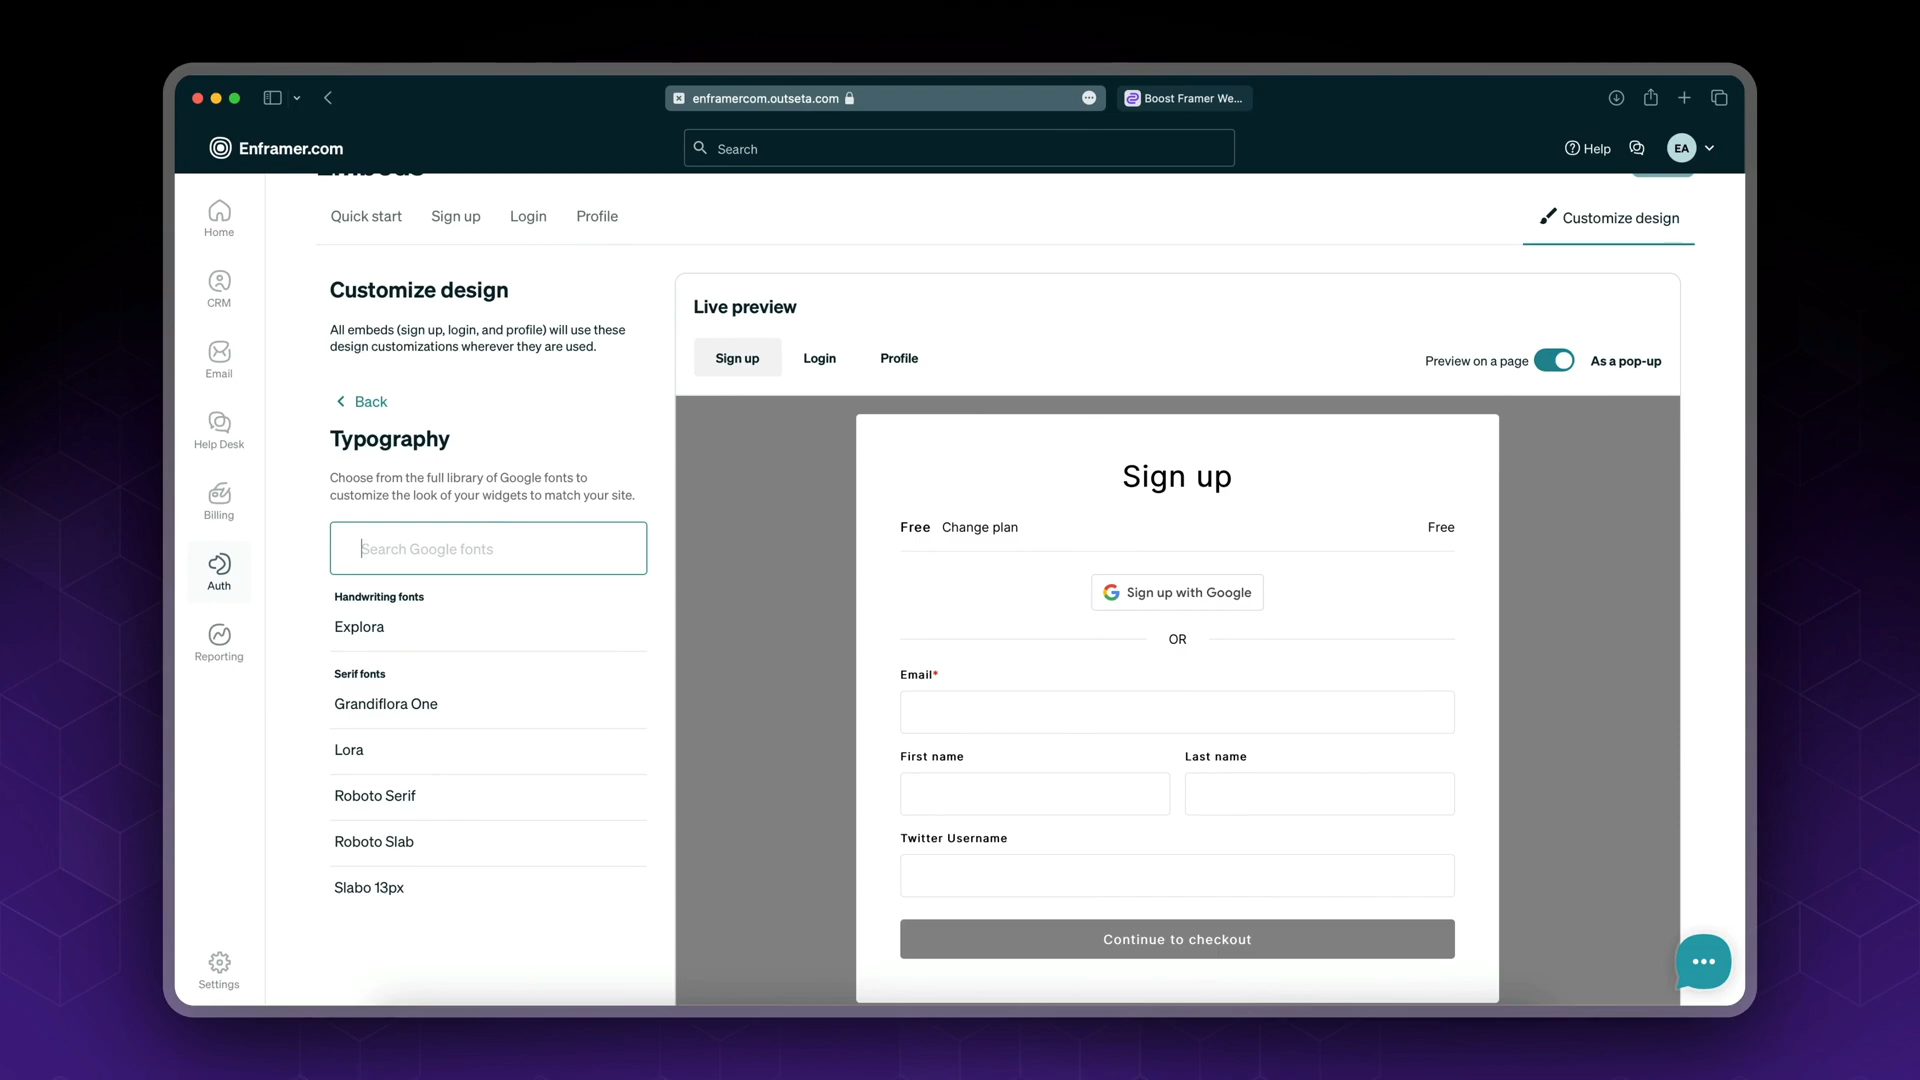 enframercom.outseta.com
Boost Framer We...
Enframer.com
Search
Help
EA
Embeds
Home
CRM
Email
Help Desk
Billing
Auth
Reporting
Settings
Quick start
Sign up
Login
Profile
Customize design
Customize design
All embeds (sign up, login, and profile) will use these
design customizations wherever they are used.
Back
Typography
Choose from the full library of Google fonts to
customize the look of your widgets to match your site.
Search Google fonts
Handwriting fonts
Explora
Serif fonts
Grandiflora One
Lora
Roboto Serif
Roboto Slab
Slabo 13px
Live preview
Sign up
Login
Profile
Preview on a page
As a pop-up
Sign up
Free Change plan Free
Sign up with Google
OR
Email*
First name
Last name
Twitter Username
Continue to checkout